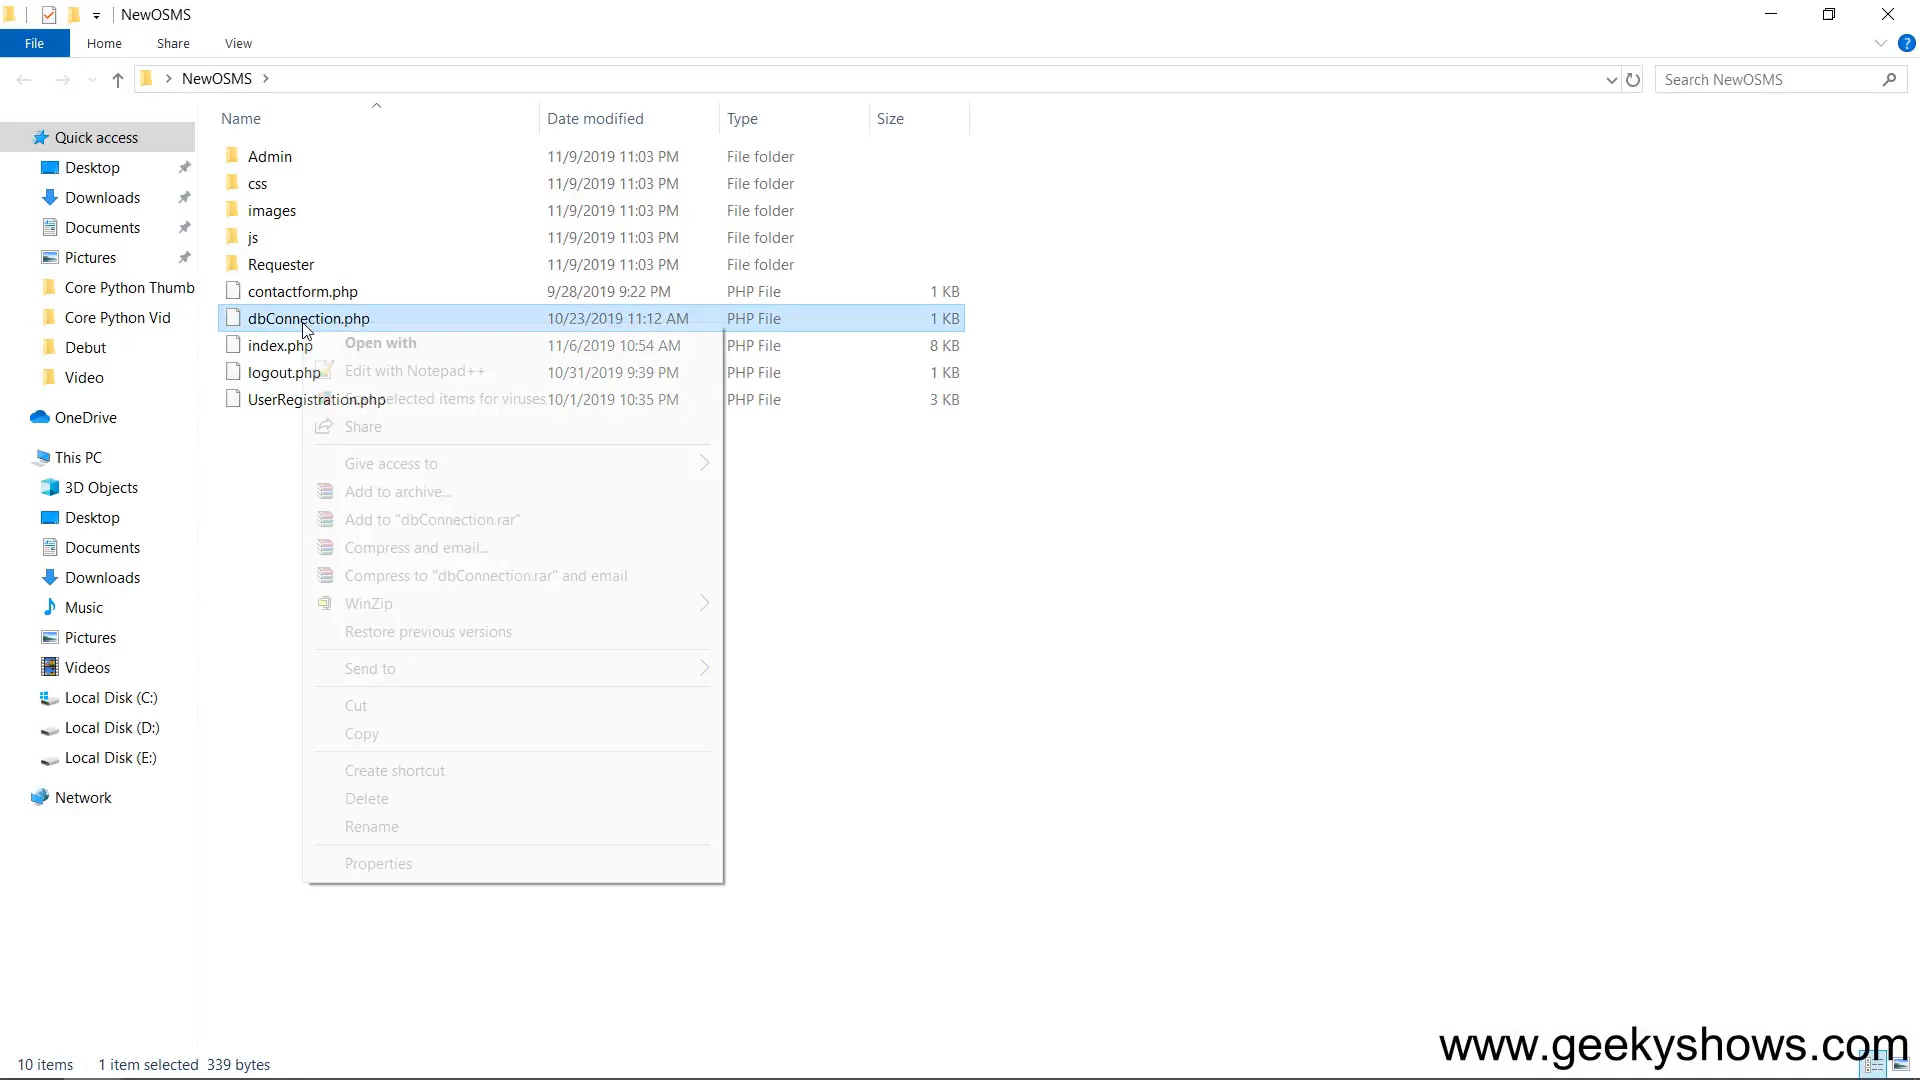 NewOSMS
File Home Share View
NewOSMS Search NewOSMS
Name Date modified Type Size
Quick access
Desktop
Downloads
Documents
Pictures
Core Python Thumb
Core Python Vid
Debut
Video
OneDrive
This PC
3D Objects
Desktop
Documents
Downloads
Music
Pictures
Videos
Local Disk (C:)
Local Disk (D:)
Local Disk (E:)
Network
Admin 11/9/2019 11:03 PM File folder
css 11/9/2019 11:03 PM File folder
images 11/9/2019 11:03 PM File folder
js 11/9/2019 11:03 PM File folder
Requester 11/9/2019 11:03 PM File folder
contactform.php 9/28/2019 9:22 PM PHP File 1 KB
dbConnection.php 10/23/2019 11:12 AM PHP File 1 KB
index.php 11/6/2019 10:54 AM PHP File 8 KB
logout.php 10/31/2019 9:39 PM PHP File 1 KB
UserRegistration.php 10/1/2019 10:35 PM PHP File 3 KB
Open with
Edit with Notepad++
selected items for viruses
Share
Give access to
Add to archive...
Add to "dbConnection.rar"
Compress and email...
Compress to "dbConnection.rar" and email
WinZip
Restore previous versions
Send to
Cut
Copy
Create shortcut
Delete
Rename
Properties
10 items 1 item selected 339 bytes
www.geekyshows.com